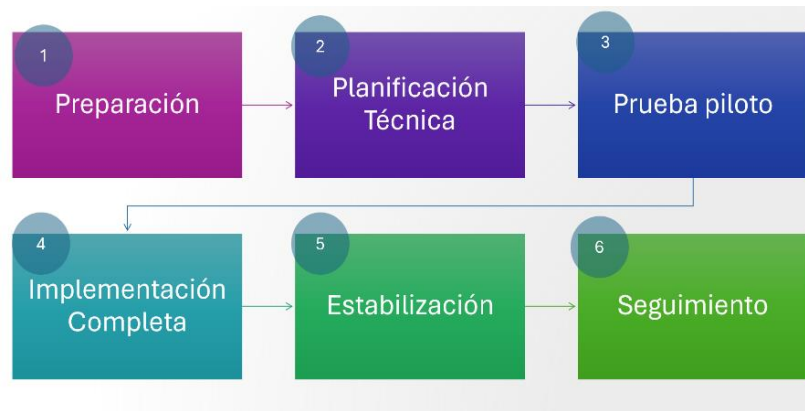 1
Preparación
2
Planificación
Técnica
3
Prueba piloto
4
Implementación
Completa
5
Estabilización
6
Seguimiento